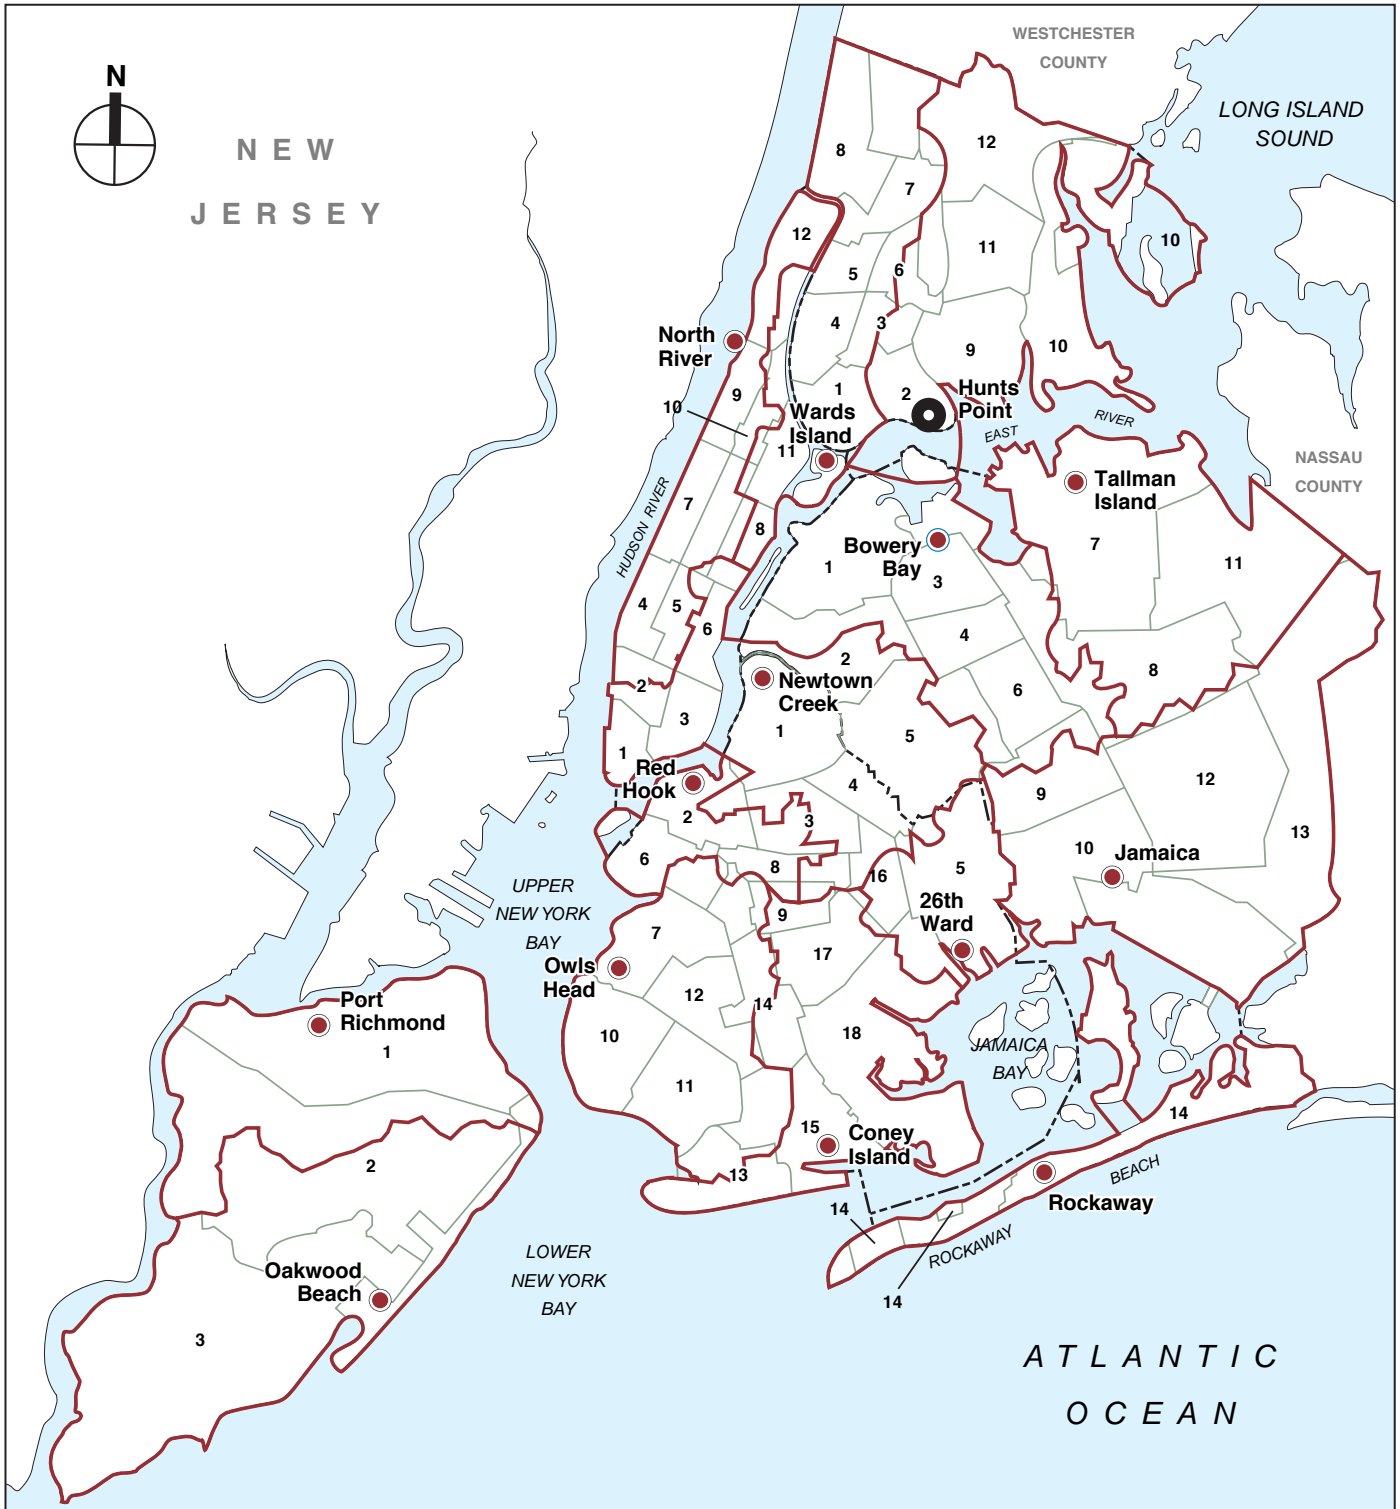 WESTCHESTER
COUNTY
N
LONG ISLAND
SOUND
NEW
JERSEY
8
12
7
12
11
10
5
6
4
3
North
River
9
10
1
2
Hunts
Point
9
10
Wards
Island
11
EAST
RIVER
NASSAU
COUNTY
Tallman
Island
HUDSON RIVER
7
8
Bowery
Bay
1
3
7
11
4
5
6
4
2
8
2
Newtown
Creek
6
3
1
5
1
Red
Hook
4
9
12
2
3
13
10
Jamaica
6
8
16
5
UPPER
NEW YORK
BAY
26th
Ward
9
7
17
Owls
Head
12
14
Port
Richmond
10
18
1
JAMAICA
BAY
11
14
15
Coney
Island
2
13
BEACH
Rockaway
14
ROCKAWAY
LOWER
NEW YORK
BAY
Oakwood
Beach
14
3
ATLANTIC
OCEAN